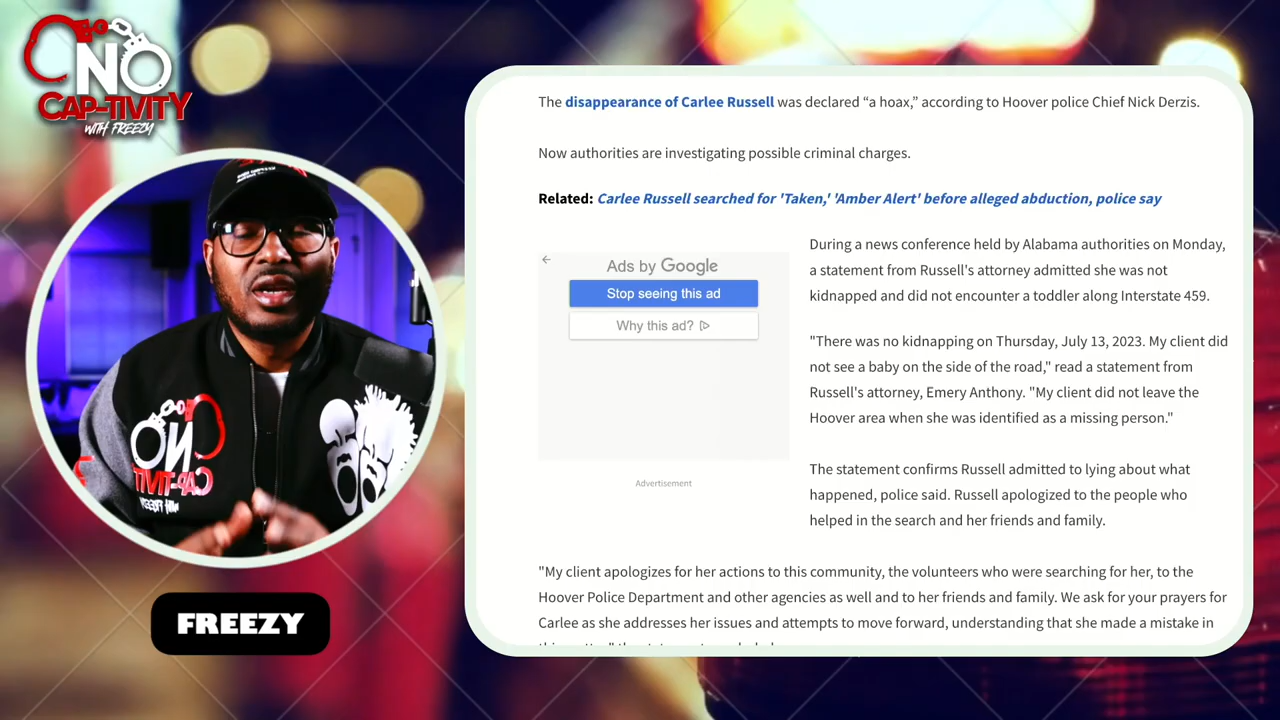 NO
CAP-TIVITY
WITH FREEZY
FREEZY
The disappearance of Carlee Russell was declared “a hoax,” according to Hoover police Chief Nick Derzis.
Now authorities are investigating possible criminal charges.
Related: Carlee Russell searched for 'Taken,' 'Amber Alert' before alleged abduction, police say
Ads by Google
Stop seeing this ad
Why this ad?
Advertisement
During a news conference held by Alabama authorities on Monday,
a statement from Russell's attorney admitted she was not
kidnapped and did not encounter a toddler along Interstate 459.
"There was no kidnapping on Thursday, July 13, 2023. My client did
not see a baby on the side of the road," read a statement from
Russell's attorney, Emery Anthony. "My client did not leave the
Hoover area when she was identified as a missing person."
The statement confirms Russell admitted to lying about what
happened, police said. Russell apologized to the people who
helped in the search and her friends and family.
"My client apologizes for her actions to this community, the volunteers who were searching for her, to the
Hoover Police Department and other agencies as well and to her friends and family. We ask for your prayers for
Carlee as she addresses her issues and attempts to move forward, understanding that she made a mistake in